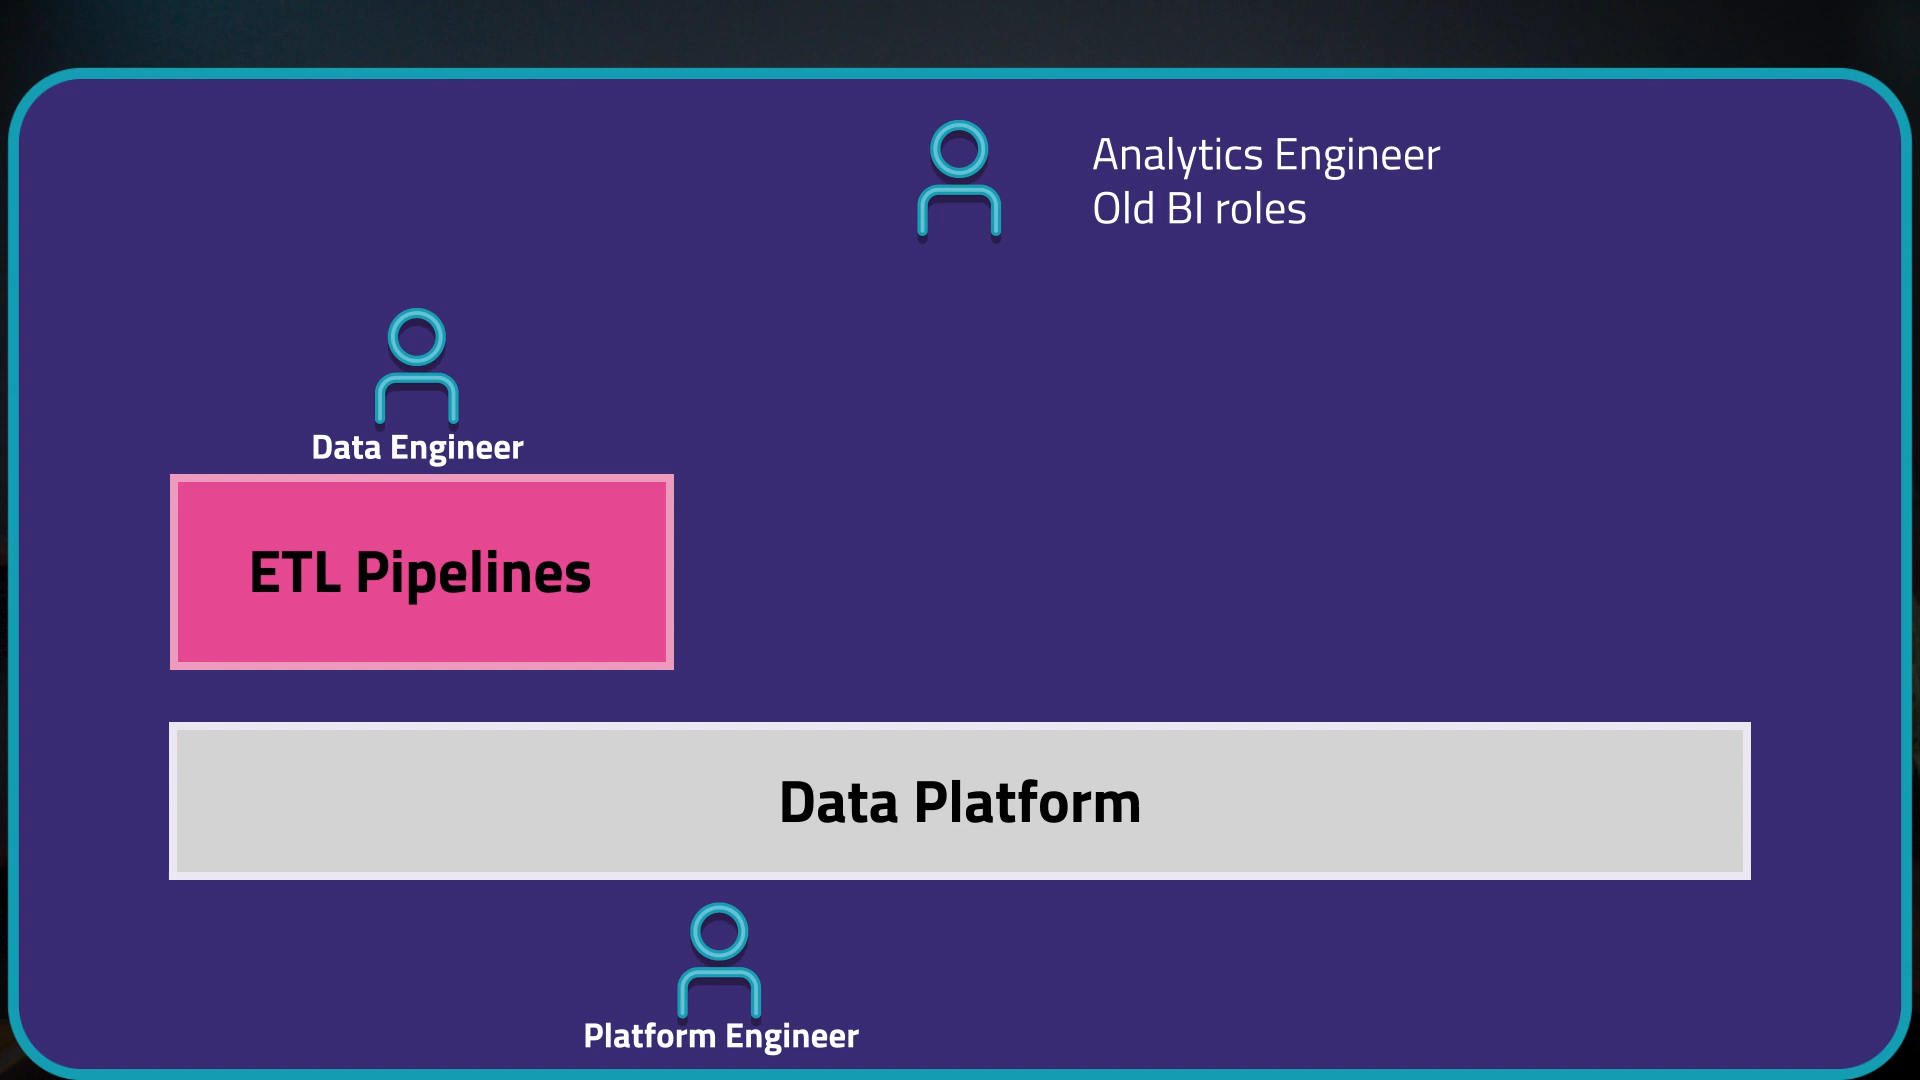 Analytics Engineer
Old BI roles
Data Engineer
ETL Pipelines
Data Platform
Platform Engineer